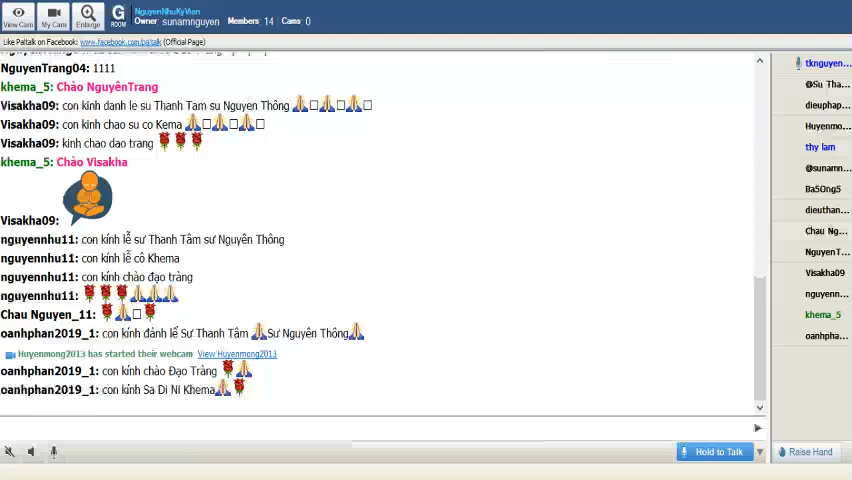 View Cam
My Cam
Enlarge
G
ROOM
NguyenNhuKyVien
Owner: sunamnguyen Members: 14 Cams: 0
Like Paltalk on Facebook: www.facebook.com/paltalk (Official Page)
NguyenTrang04: 1111
khema_5: Chào NguyênTrang
Visakha09: con kinh danh le su Thanh Tam su Nguyen Thông
Visakha09: con kinh chao su co Kema
Visakha09: kinh chao dao trang
khema_5: Chào Visakha
Visakha09:
nguyennhu11: con kính lễ sư Thanh Tâm sư Nguyên Thông
nguyennhu11: con kính lễ cô Khema
nguyennhu11: con kính chào đạo tràng
nguyennhu11:
Chau Nguyen_11:
oanhphan2019_1: con kính đảnh lể Sư Thanh Tâm Sư Nguyên Thông
Huyenmong2013 has started their webcam View Huyenmong2013
oanhphan2019_1: con kính chào Đạo Tràng
oanhphan2019_1: con kính Sa Di Ni Khema
tknguyen...
@Su Tha...
dieuphap...
Huyenmo...
thy lam
@sunamn...
Ba5Ong5
dieuthan...
Chau Ng...
NguyenT...
Visakha09
nguyenn...
khema_5
oanhpha...
Hold to Talk
Raise Hand